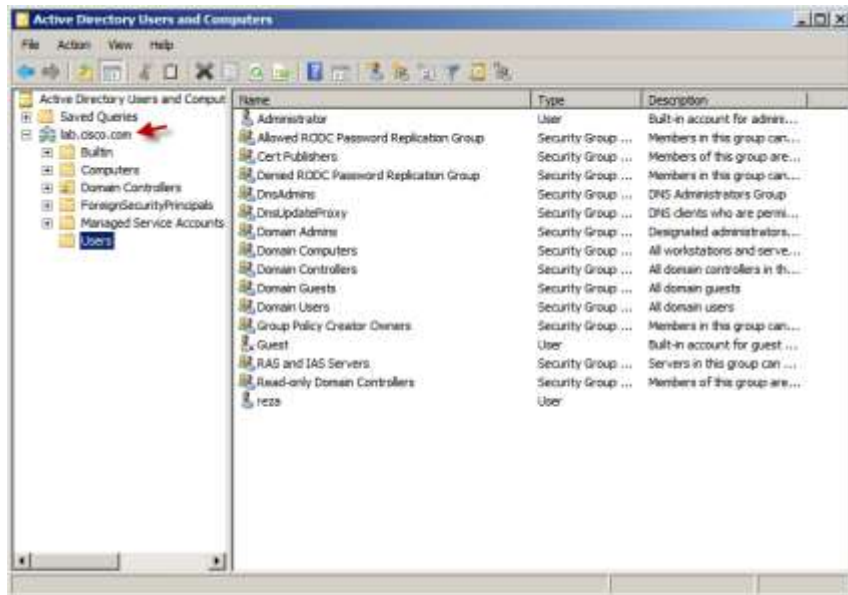 Active Directory Users and Computers
File Action View Help
Active Directory Users and Comput
Saved Queries
lab.cisco.com
Builtin
Computers
Domain Controllers
ForeignSecurityPrincipals
Managed Service Accounts
Users
Name Type Description
Administrator User Built-in account for admini...
Allowed RODC Password Replication Group Security Group ... Members in this group can...
Cert Publishers Security Group ... Members of this group are...
Denied RODC Password Replication Group Security Group ... Members in this group can...
DnsAdmins Security Group ... DNS Administrators Group
DnsUpdateProxy Security Group ... DNS clients who are permi...
Domain Admins Security Group ... Designated administrators...
Domain Computers Security Group ... All workstations and serve...
Domain Controllers Security Group ... All domain controllers in th...
Domain Guests Security Group ... All domain guests
Domain Users Security Group ... All domain users
Group Policy Creator Owners Security Group ... Members in this group can...
Guest User Built-in account for guest ...
RAS and IAS Servers Security Group ... Servers in this group can ...
Read-only Domain Controllers Security Group ... Members of this group are...
reza User